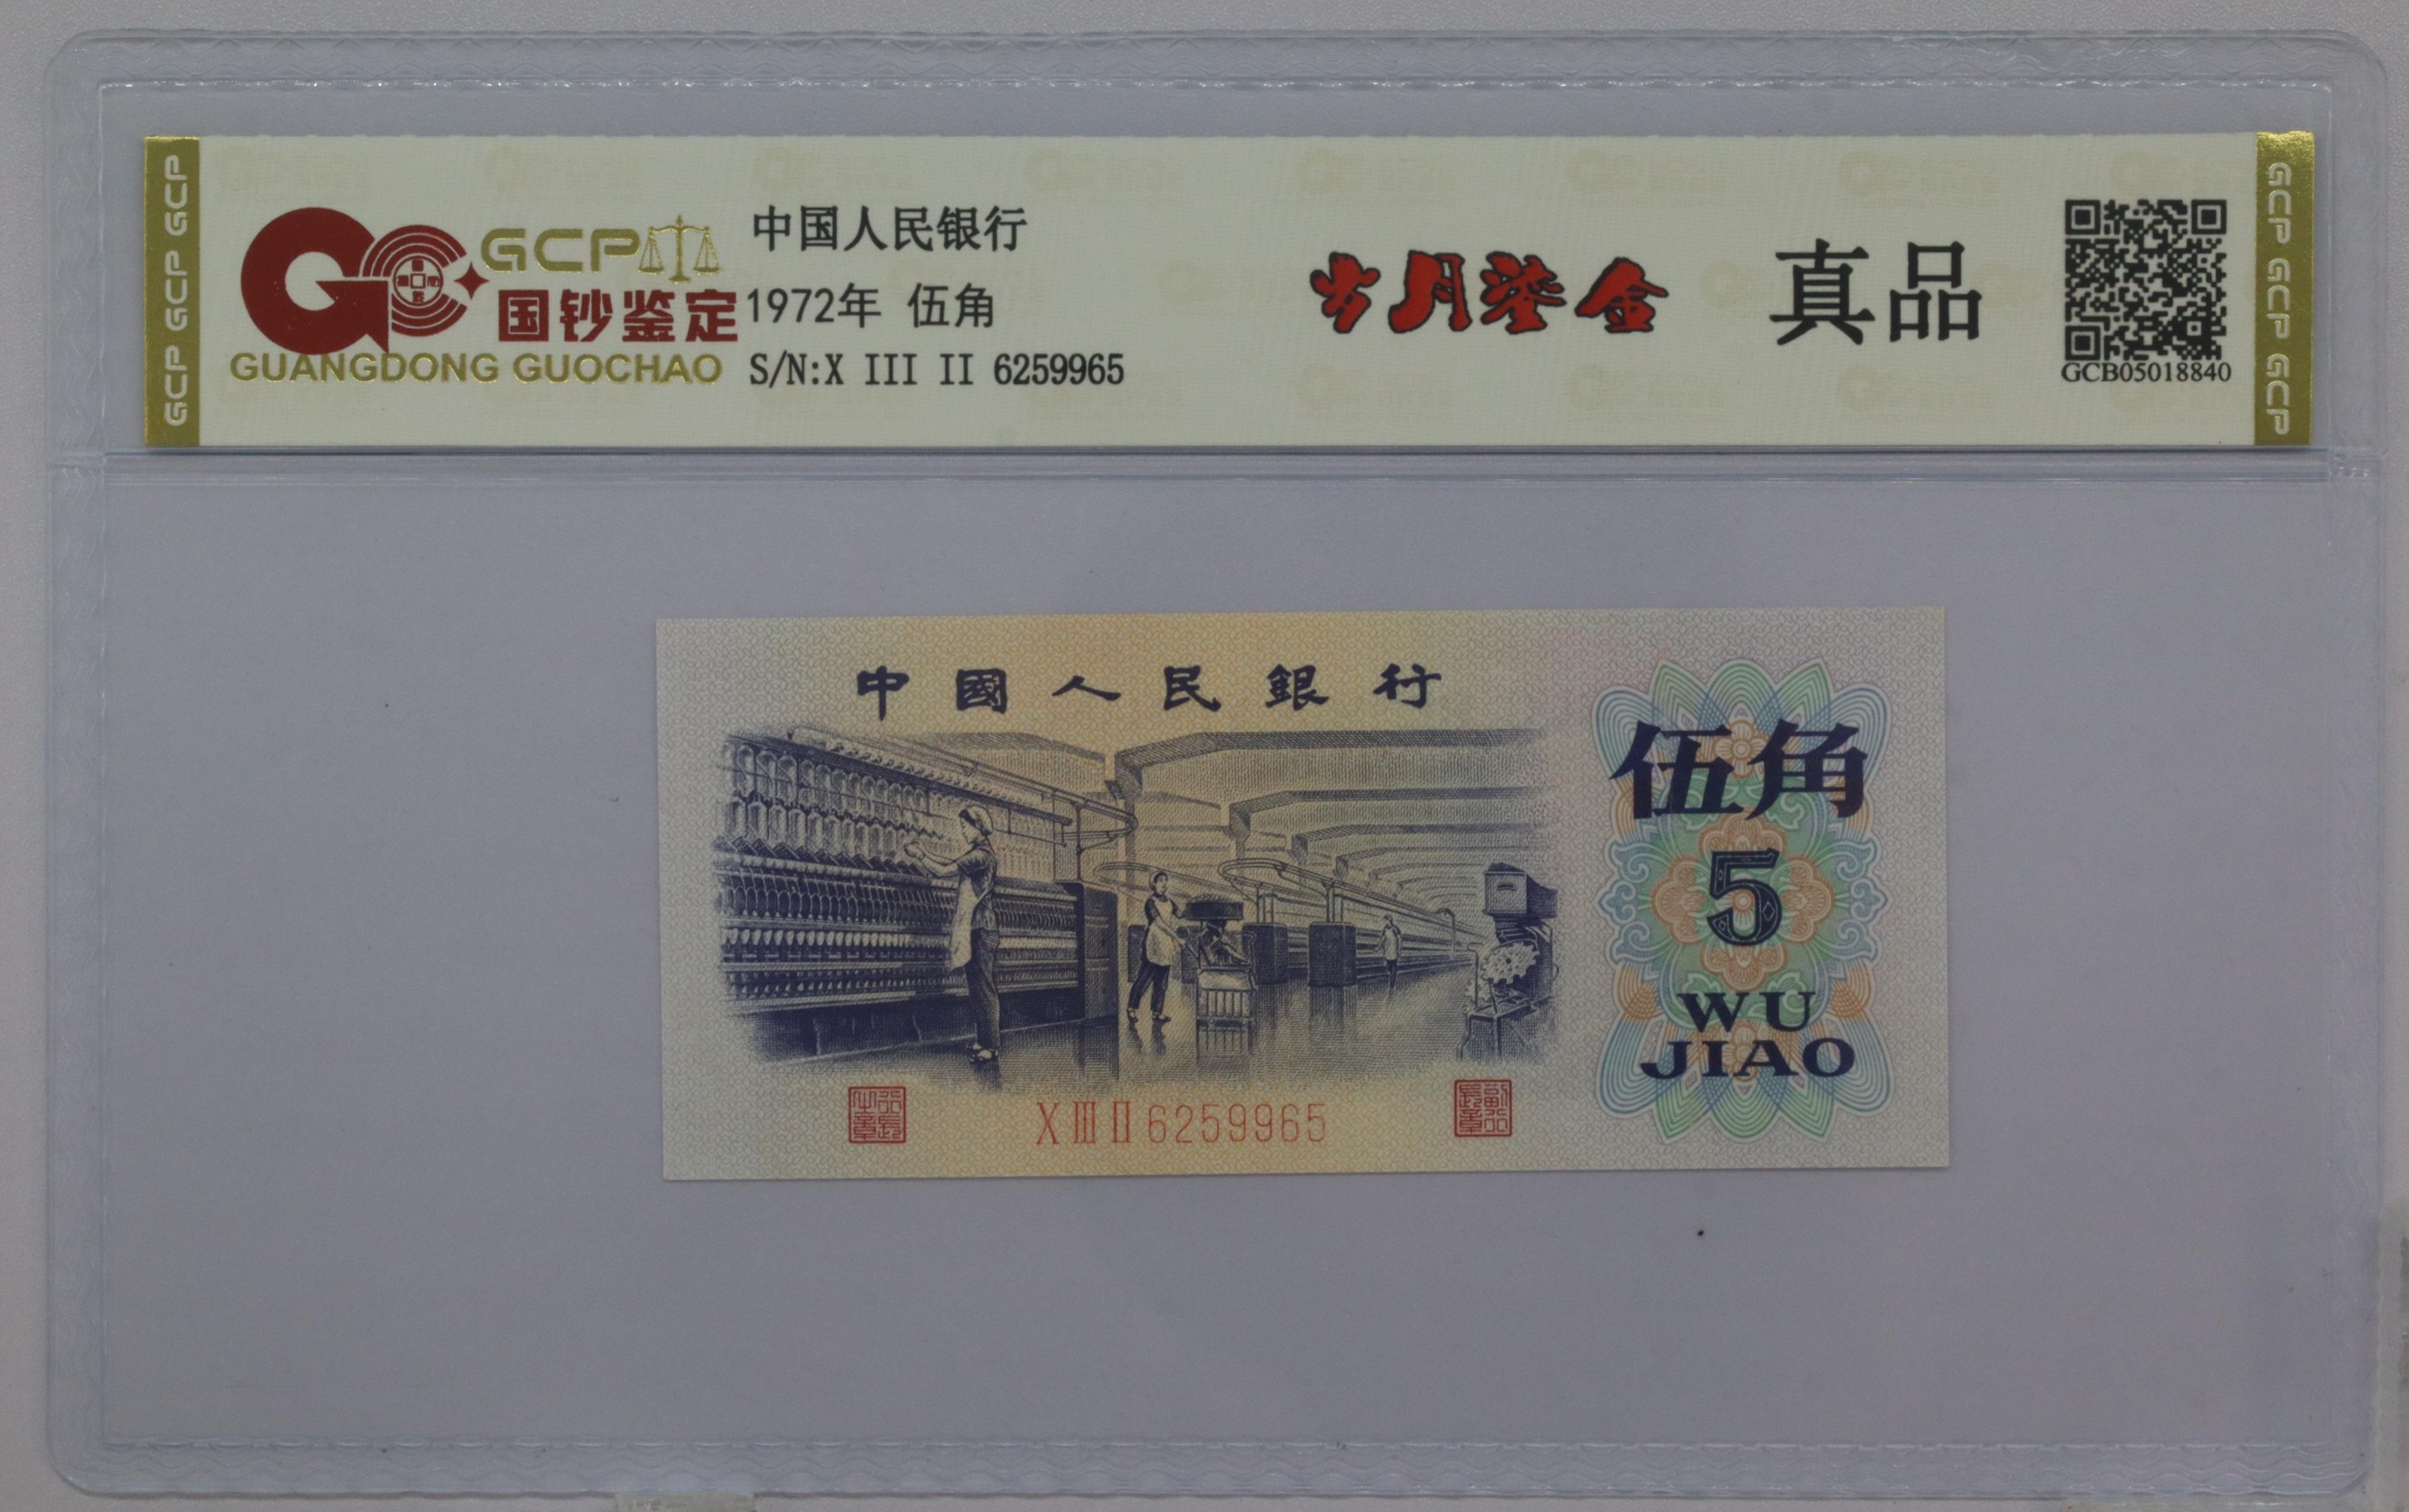 GCP GCP GCP
GCP
国钞鉴定
GUANGDONG GUOCHAO
中国人民银行
1972年 伍角
S/N:X III II 6259965
岁月鎏金
真品
GCB05018840
GCP GCP GCP
中國人民銀行
伍角
5
WU
JIAO
X III II 6259965